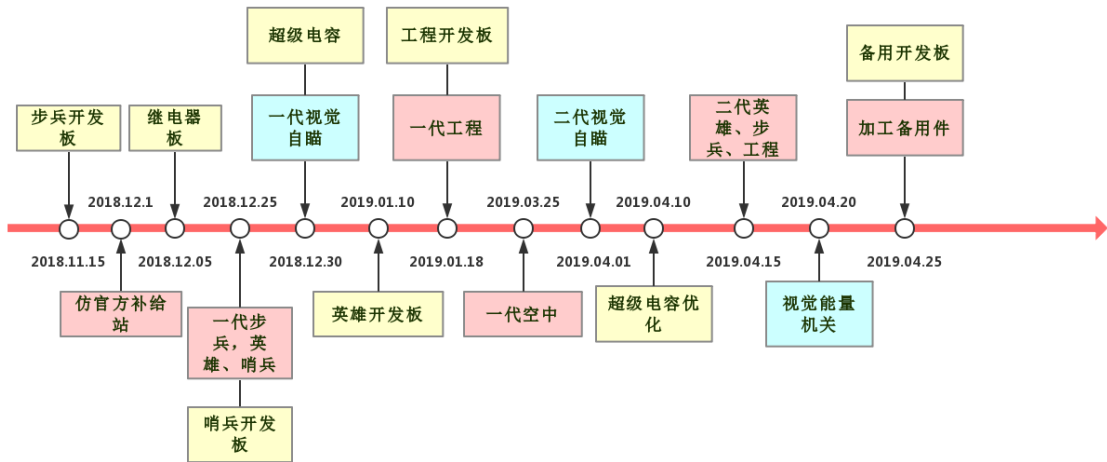 超级电容
工程开发板
备用开发板
步兵开发
板
继电器
板
一代视觉
自瞄
一代工程
二代视觉
自瞄
二代英
雄、步
兵、工程
加工备用件
2018.12.1
2018.12.25
2019.01.10
2019.03.25
2019.04.10
2019.04.20
2018.11.15
2018.12.05
2018.12.30
2019.01.18
2019.04.01
2019.04.15
2019.04.25
仿官方补给
站
一代步
兵，英
雄、哨兵
英雄开发板
一代空中
超级电容优
化
视觉能量
机关
哨兵开发
板